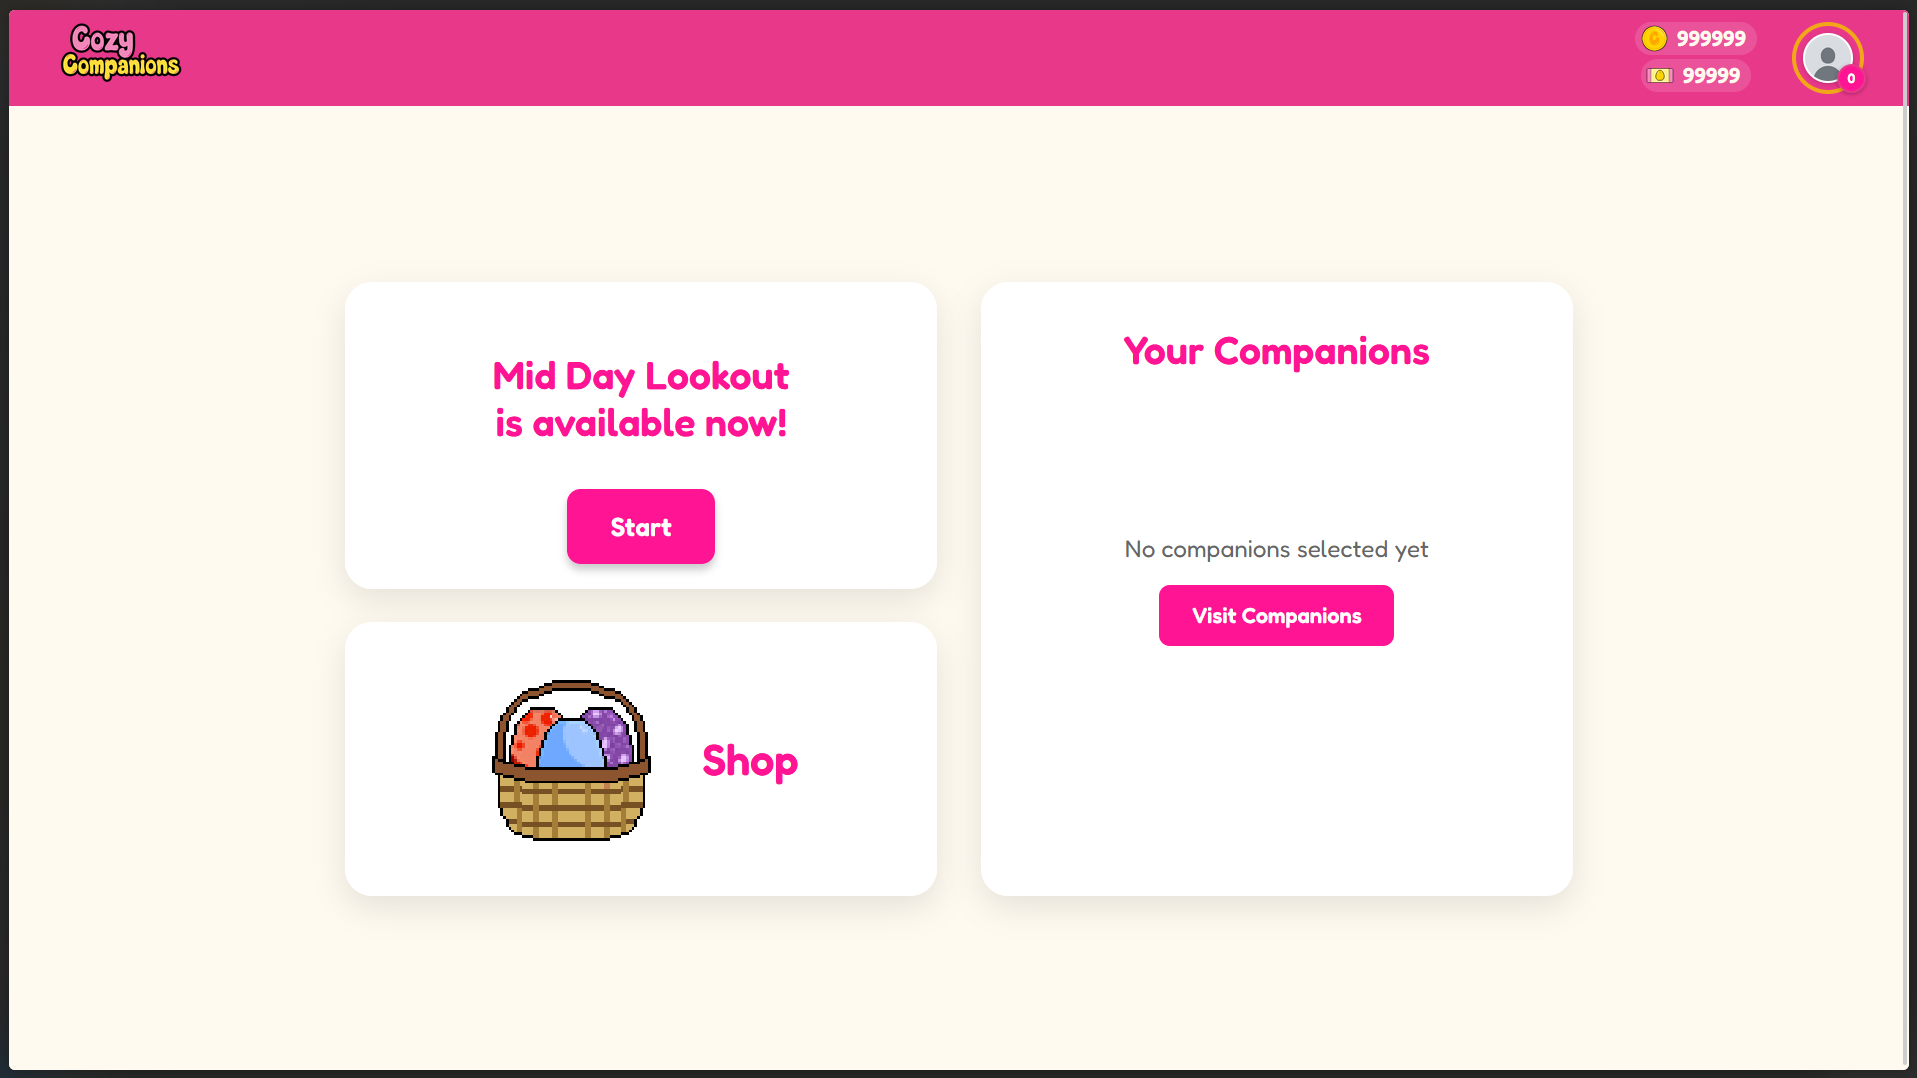 Cozy
Companions
999999
99999
0
Mid Day Lookout
is available now!
Start
Shop
Your Companions
No companions selected yet
Visit Companions